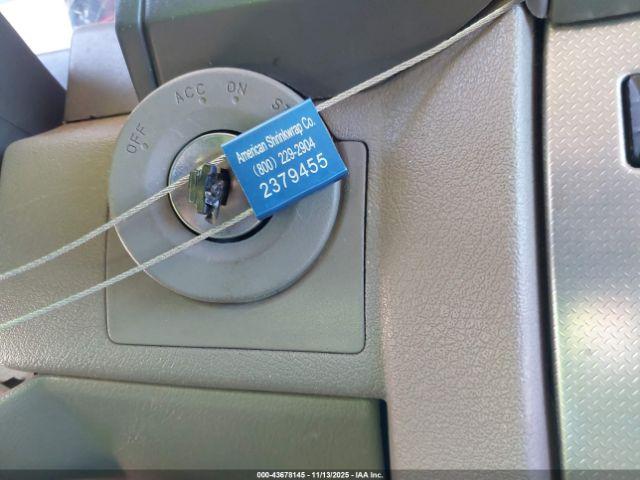 OFF
ACC
ON
American Shrinkwrap Co.
(800) 229-2904
2379455
000-43678145 - 11/13/2025 - IAA Inc.